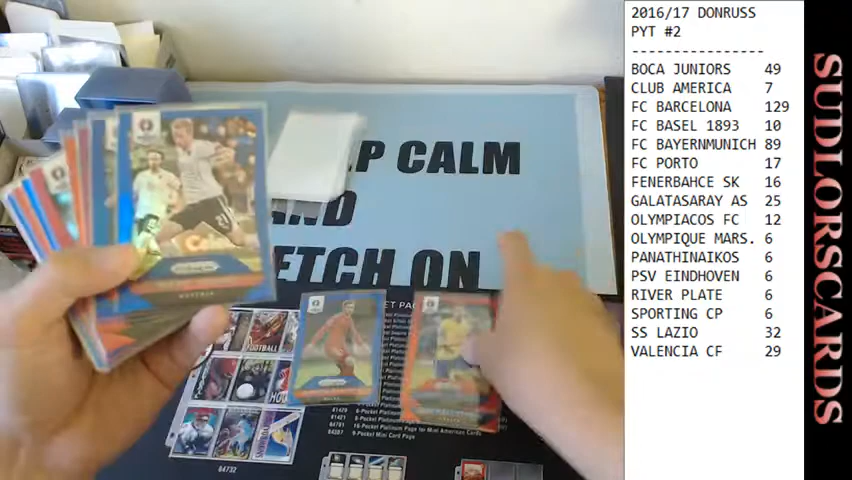 2016/17 DONRUSS
PYT #2
----------------
BOCA JUNIORS 49
CLUB AMERICA 7
FC BARCELONA 129
FC BASEL 1893 10
FC BAYERNMUNICH 89
FC PORTO 17
FENERBAHCE SK 16
GALATASARAY AS 25
OLYMPIACOS FC 12
OLYMPIQUE MARS. 6
PANATHINAIKOS 6
PSV EINDHOVEN 6
RIVER PLATE 6
SPORTING CP 6
SS LAZIO 32
VALENCIA CF 29
SUDLORSCARDS
P CALM
AND
ETCH ON
64732